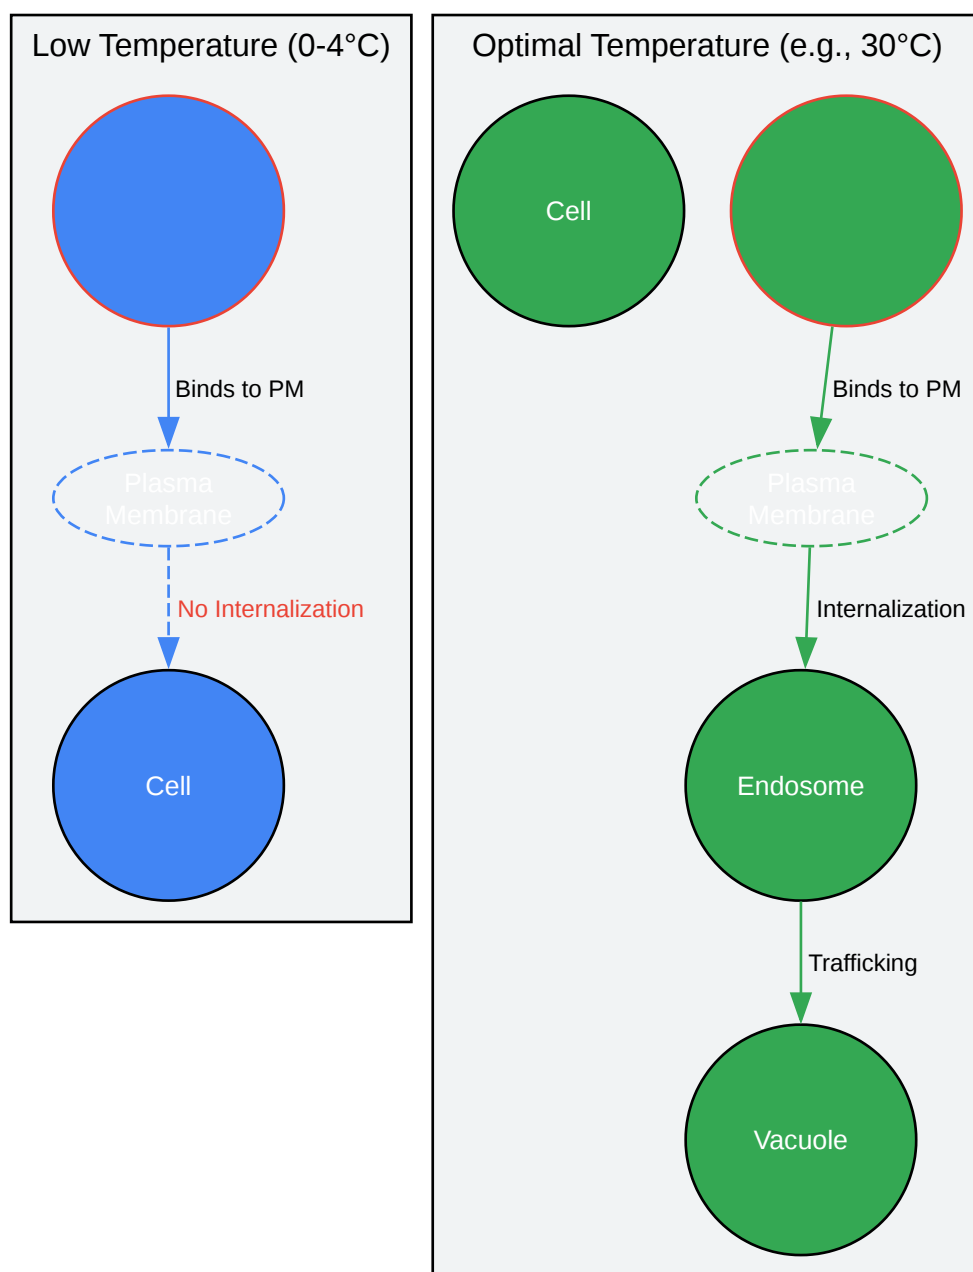 Low Temperature (0-4°C)
Binds to PM
Plasma
Membrane
No Internalization
Cell
Optimal Temperature (e.g., 30°C)
Cell
Binds to PM
Plasma
Membrane
Internalization
Endosome
Trafficking
Vacuole